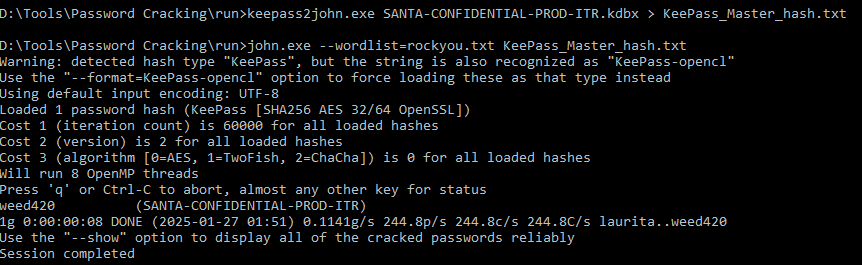 D:\Tools\Password Cracking\run>keepass2john.exe SANTA-CONFIDENTIAL-PROD-ITR.kdbx > KeePass_Master_hash.txt
D:\Tools\Password Cracking\run>john.exe --wordlist=rockyou.txt KeePass_Master_hash.txt
Warning: detected hash type "KeePass", but the string is also recognized as "KeePass-opencl"
Use the "--format=KeePass-opencl" option to force loading these as that type instead
Using default input encoding: UTF-8
Loaded 1 password hash (KeePass [SHA256 AES 32/64 OpenSSL])
Cost 1 (iteration count) is 60000 for all loaded hashes
Cost 2 (version) is 2 for all loaded hashes
Cost 3 (algorithm [0=AES, 1=TwoFish, 2=ChaCha]) is 0 for all loaded hashes
Will run 8 OpenMP threads
Press 'q' or Ctrl-C to abort, almost any other key for status
weed420          (SANTA-CONFIDENTIAL-PROD-ITR)
1g 0:00:00:08 DONE (2025-01-27 01:51) 0.1141g/s 244.8p/s 244.8c/s 244.8C/s laurita..weed420
Use the "--show" option to display all of the cracked passwords reliably
Session completed